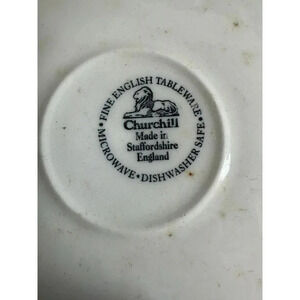 • FINE ENGLISH TABLEWARE •
Churchill
Made in
Staffordshire
England
MICROWAVE • DISHWASHER SAFE